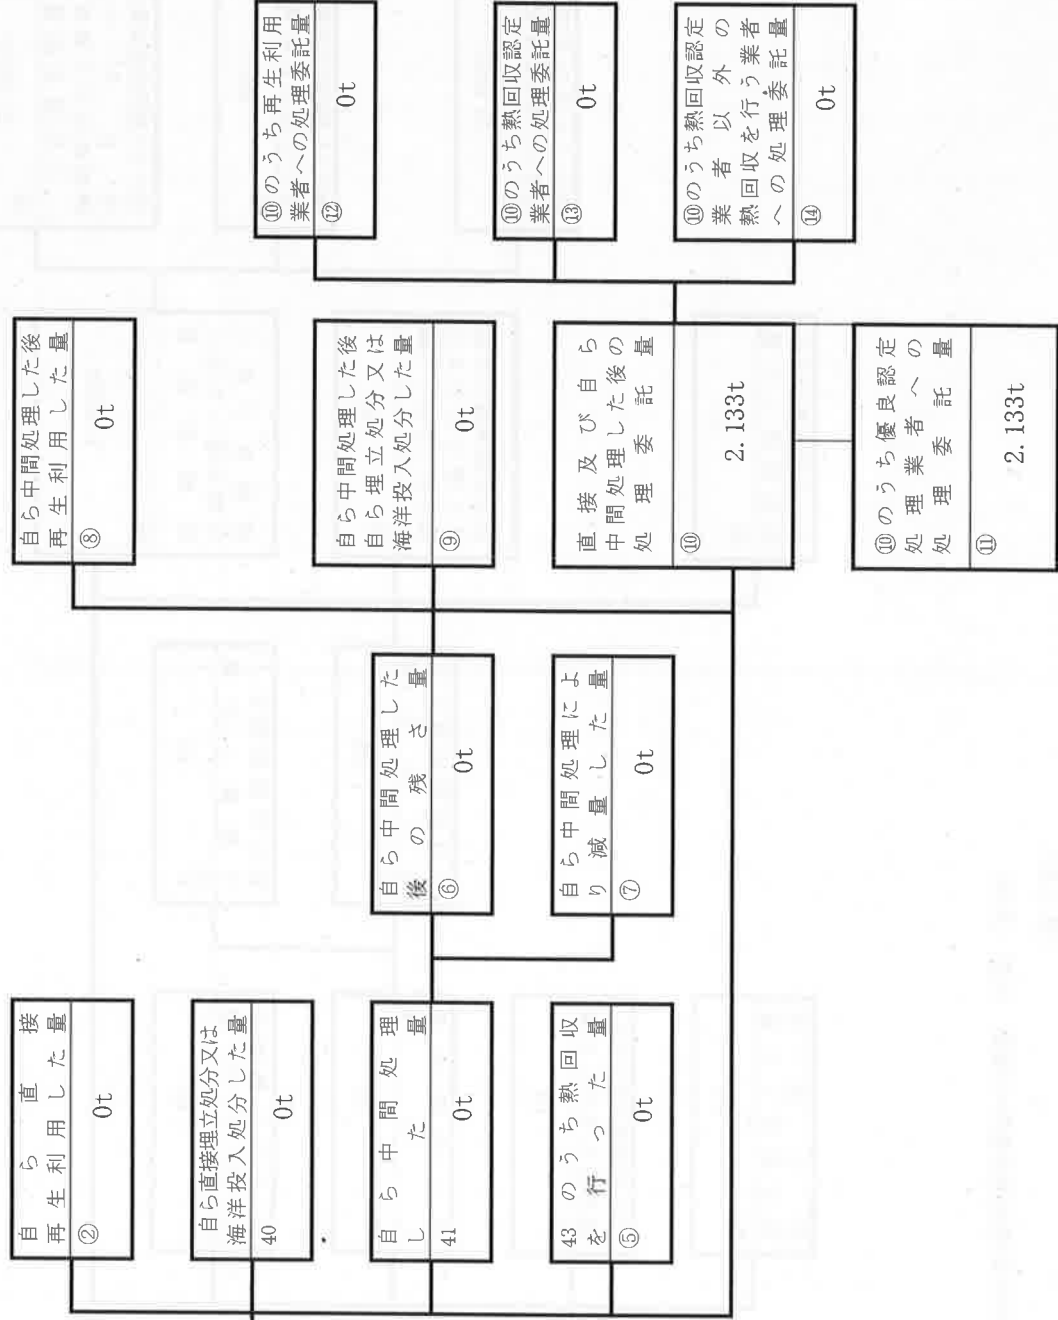 自ら直接
再生利用した量
②
0t
自ら直接埋立処分又は
海洋投入処分した量
40
0t
自ら中間処理
した量
41
0t
43 のうち熱回収
を行った量
⑤
0t
自ら中間処理した
後の残さ量
⑥
0t
自ら中間処理によ
り減量した量
⑦
0t
自ら中間処理した後
再生利用した量
⑧
0t
自ら中間処理した後
自ら埋立処分又は
海洋投入処分した量
⑨
0t
直接及び自ら
中間処理した後の
処理委託量
⑩
2.133t
⑩のうち優良認定
処理業者への
処理委託量
⑪
2.133t
⑩のうち再生利用
業者への処理委託量
⑫
0t
⑩のうち熱回収認定
業者への処理委託量
⑬
0t
⑩のうち熱回収認定
業者以外の
熱回収を行う業者
への処理委託量
⑭
0t